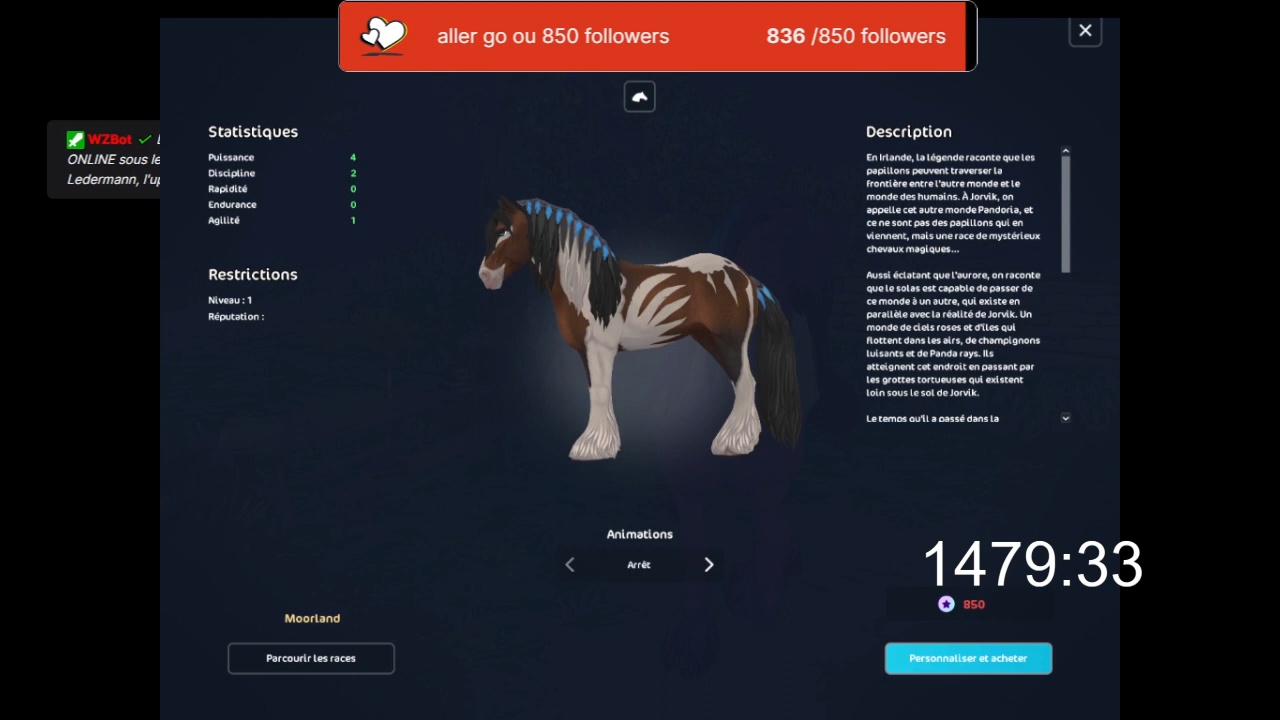 aller go ou 850 followers
836 /850 followers
WZBot
ONLINE sous le
Ledermann, l'up
Statistiques
Puissance 4
Discipline 2
Rapidité 0
Endurance 0
Agilité 1
Restrictions
Niveau : 1
Réputation :
Description
En Irlande, la légende raconte que les
papillons peuvent traverser la
frontière entre l'autre monde et le
monde des humains. À Jorvik, on
appelle cet autre monde Pandoria, et
ce ne sont pas des papillons qui en
viennent, mais une race de mystérieux
chevaux magiques...
Aussi éclatant que l'aurore, on raconte
que le solas est capable de passer de
ce monde à un autre, qui existe en
parallèle avec la réalité de Jorvik. Un
monde de ciels roses et d'îles qui
flottent dans les airs, de champignons
luisants et de Panda rays. Ils
atteignent cet endroit en passant par
les grottes tortueuses qui existent
loin sous le sol de Jorvik.
Le temps qu'il a passé dans la
Animations
Arrêt
1479:33
850
Moorland
Parcourir les races
Personnaliser et acheter